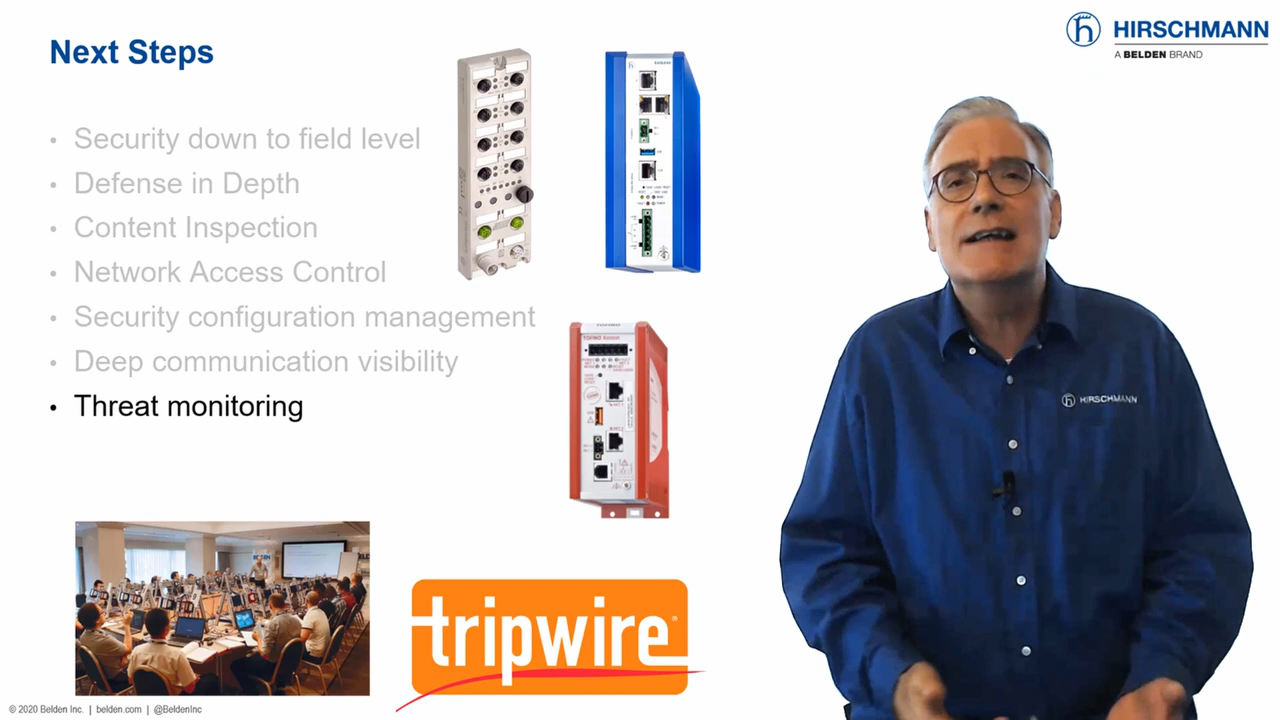 Next Steps
HIRSCHMANN
A BELDEN BRAND
• Security down to field level
• Defense in Depth
• Content Inspection
• Network Access Control
• Security configuration management
• Deep communication visibility
• Threat monitoring
HIRSCHMANN
BELDEN
tripwire®
© 2020 Belden Inc. | belden.com | @BeldenInc